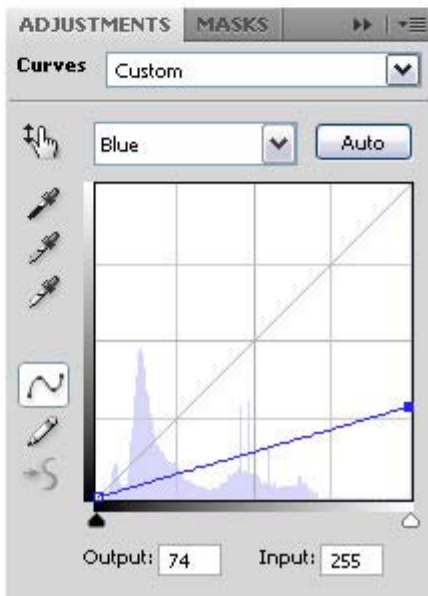 ADJUSTMENTS MASKS
Curves Custom
Blue Auto
Output: 74 Input: 255